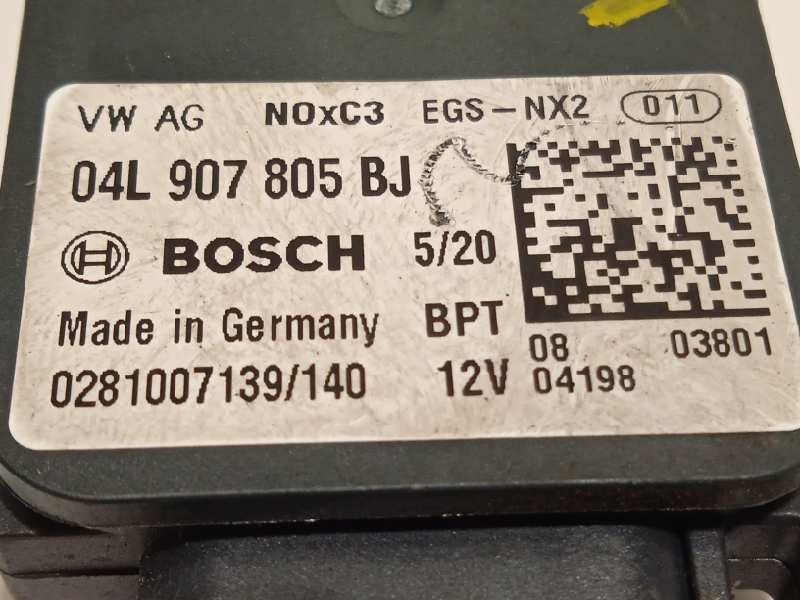 VW AG NOxC3 EGS-NX2 011
04L 907 805 BJ
BOSCH 5/20
Made in Germany BPT
08 03801
0281007139/140 12V 04198